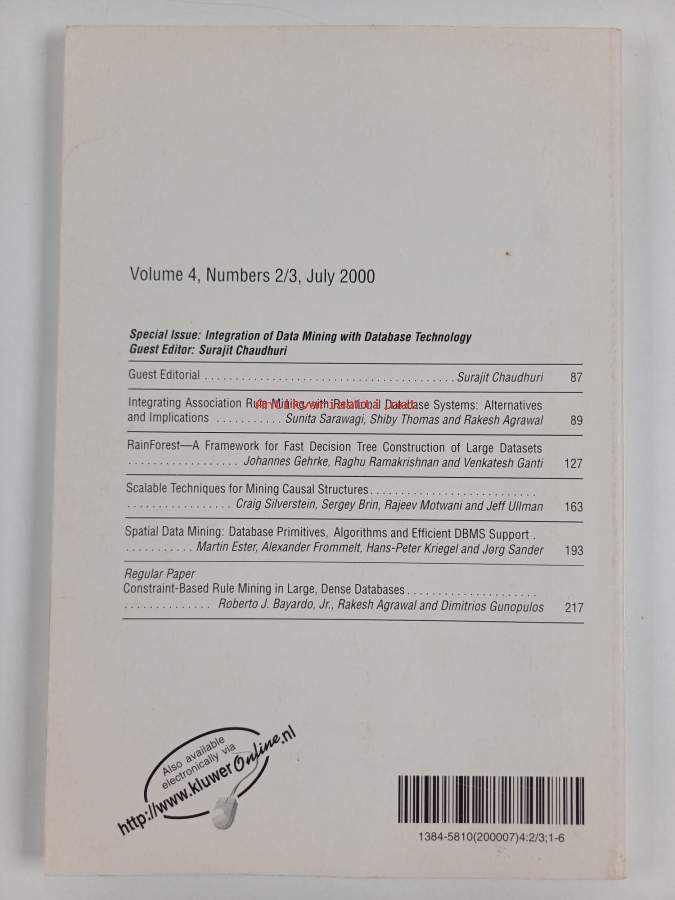 Volume 4, Numbers 2/3, July 2000
Special Issue: Integration of Data Mining with Database Technology
Guest Editor: Surajit Chaudhuri
Guest Editorial . . . . . . . . . . . . . . . . . . . . . . . . . . . . . . . . . . . . . . . . . . Surajit Chaudhuri 87
Integrating Association Rule Mining with Relational Database Systems: Alternatives
and Implications . . . . . . . . . . . Sunita Sarawagi, Shiby Thomas and Rakesh Agrawal 89
RainForest—A Framework for Fast Decision Tree Construction of Large Datasets
. . . . . . . . . . . . . . . . . . Johannes Gehrke, Raghu Ramakrishnan and Venkatesh Ganti 127
Scalable Techniques for Mining Causal Structures . . . . . . . . . . . . . . . . . . . . . . . . . . .
. . . . . . . . . . . . . . . . . Craig Silverstein, Sergey Brin, Rajeev Motwani and Jeff Ullman 163
Spatial Data Mining: Database Primitives, Algorithms and Efficient DBMS Support .
. . . . . . . . . . . Martin Ester, Alexander Frommelt, Hans-Peter Kriegel and Jørg Sander 193
Regular Paper
Constraint-Based Rule Mining in Large, Dense Databases . . . . . . . . . . . . . . . . . . . . .
. . . . . . . . . . . . . . Roberto J. Bayardo, Jr., Rakesh Agrawal and Dimitrios Gunopulos 217
Also available
electronically via
http://www.kluwerOnline.nl
1384-5810(200007)4:2/3;1-6